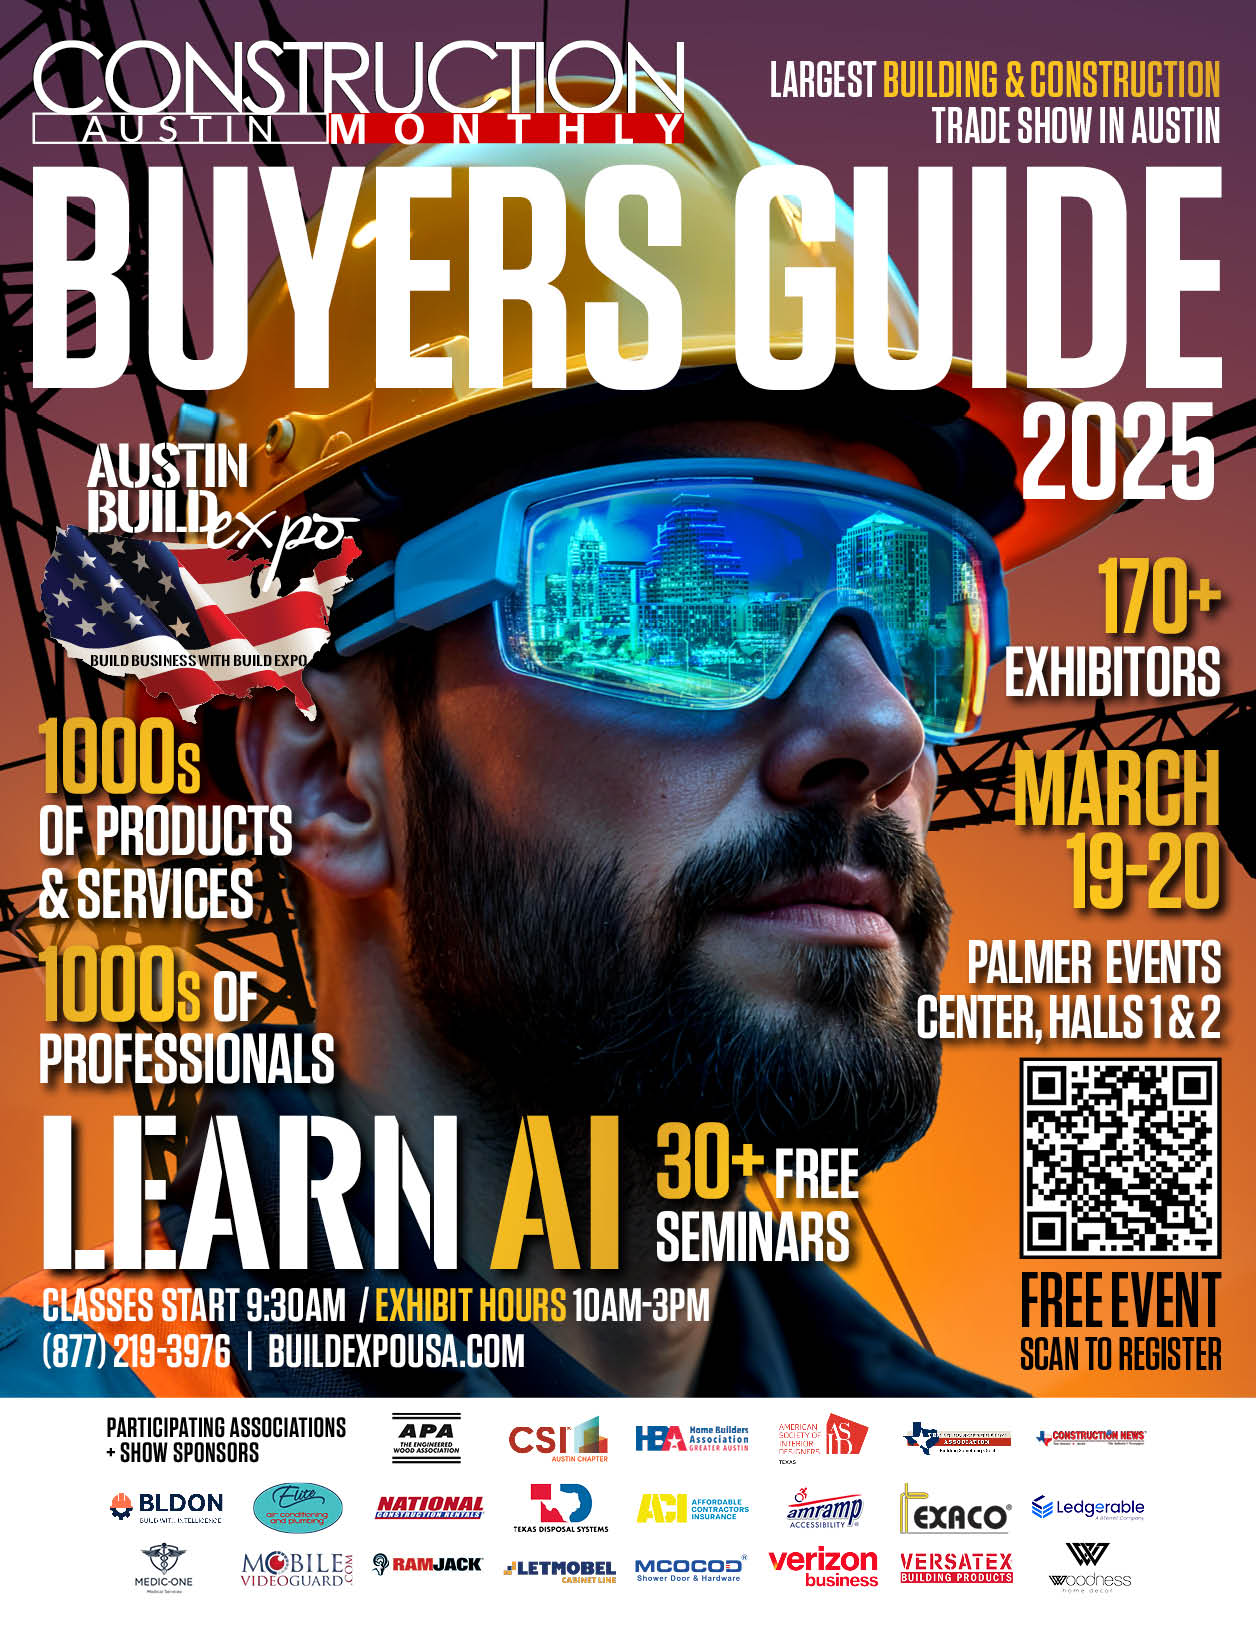 CONSTRUCTION
AUSTIN MONTHLY
LARGEST BUILDING & CONSTRUCTION
TRADE SHOW IN AUSTIN
BUYERS GUIDE
2025
AUSTIN
BUILD
expo
BUILD BUSINESS WITH BUILD EXPO
170+
EXHIBITORS
1000s
OF PRODUCTS
& SERVICES
MARCH
19-20
1000s OF
PROFESSIONALS
PALMER EVENTS
CENTER, HALLS 1 & 2
LEARN AI
30+ FREE
SEMINARS
CLASSES START 9:30AM / EXHIBIT HOURS 10AM-3PM
(877) 219-3976 | BUILDEXPOUSA.COM
FREE EVENT
SCAN TO REGISTER
PARTICIPATING ASSOCIATIONS
+ SHOW SPONSORS
APA
THE ENGINEERED
WOOD ASSOCIATION
CSI
AUSTIN CHAPTER
HBA Home Builders
Association
GREATER AUSTIN
AMERICAN
SOCIETY OF
INTERIOR
DESIGNERS
TEXAS
ASID
ASSOCIATION
CONSTRUCTION NEWS
BLDON
BUILD WITH INTELLIGENCE
Elite
air conditioning
and plumbing
NATIONAL
CONSTRUCTION RENTALS
TEXAS DISPOSAL SYSTEMS
ACI AFFORDABLE
CONTRACTORS
INSURANCE
amramp
ACCESSIBILITY
EXACO®
Ledgerable
MEDIC-ONE
Medical Services
MOBILE
VIDEOGUARD.COM
RAMJACK
LETMOBEL
CABINET LINE
MCOCOD®
Shower Door & Hardware
verizon
business
VERSATEX
BUILDING PRODUCTS
Woodness
home decor